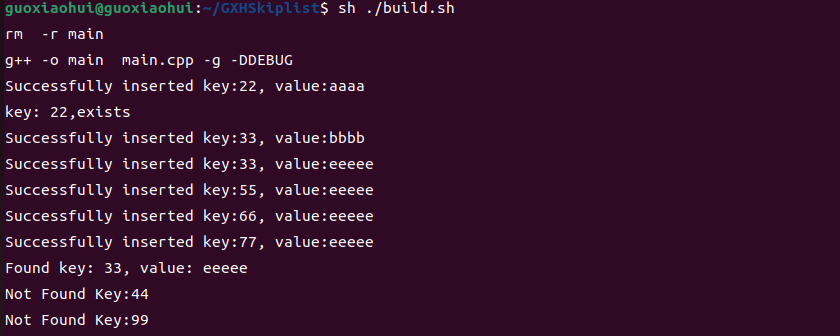 guoxiaohui@guoxiaohui:~/GXHSkiplist$ sh ./build.sh
rm  -r main
g++ -o main  main.cpp -g -DDEBUG
Successfully inserted key:22, value:aaaa
key: 22,exists
Successfully inserted key:33, value:bbbb
Successfully inserted key:33, value:eeeee
Successfully inserted key:55, value:eeeee
Successfully inserted key:66, value:eeeee
Successfully inserted key:77, value:eeeee
Found key: 33, value: eeeee
Not Found Key:44
Not Found Key:99